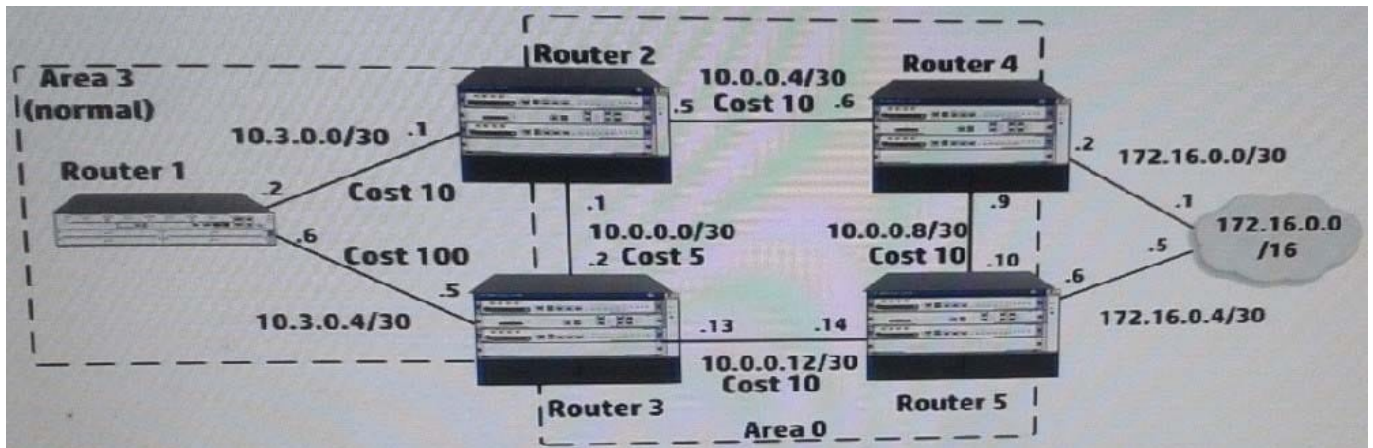 Area 3
(normal)
Router 1
10.3.0.0/30
.1
.2
Cost 10
.6
Cost 100
.5
10.3.0.4/30
Router 2
.5
10.0.0.4/30
Cost 10
.6
Router 4
.1
10.0.0.0/30
.2 Cost 5
.9
10.0.0.8/30
Cost 10
.10
.2
172.16.0.0/30
.1
172.16.0.0
/16
.5
.6
172.16.0.4/30
.13
.14
10.0.0.12/30
Cost 10
Router 3
Router 5
Area 0